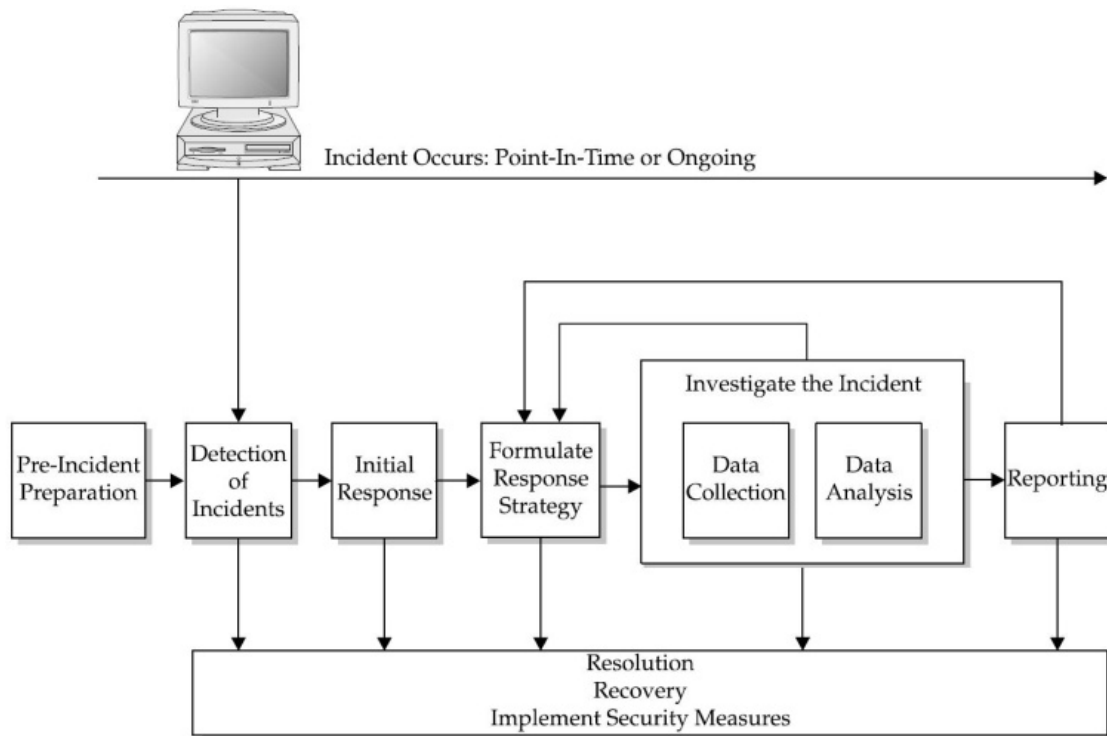 Incident Occurs: Point-In-Time or Ongoing
Investigate the Incident
Pre-Incident
Preparation
Detection
of
Incidents
Initial
Response
Formulate
Response
Strategy
Data
Collection
Data
Analysis
Reporting
Resolution
Recovery
Implement Security Measures